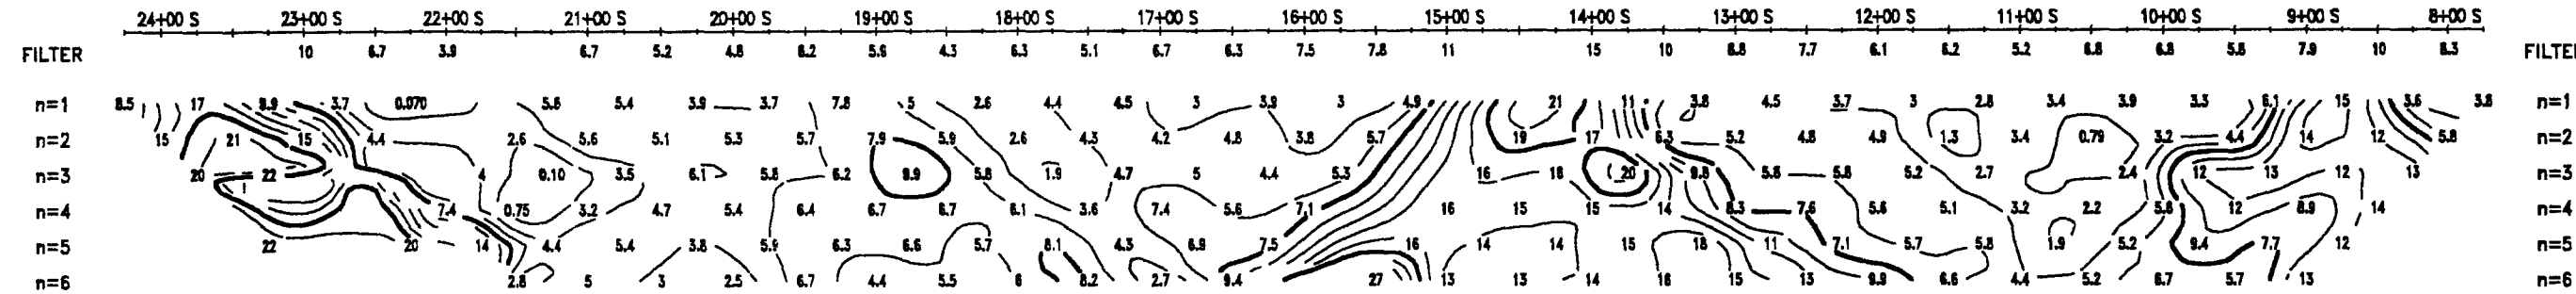 24+00 S 23+00 S 22+00 S 21+00 S 20+00 S 19+00 S 18+00 S 17+00 S 16+00 S 15+00 S 14+00 S 13+00 S 12+00 S 11+00 S 10+00 S 9+00 S 8+00 S
FILTER 10 6.7 3.9 6.7 5.2 4.8 6.2 5.6 4.3 6.3 5.1 6.7 6.3 7.5 7.8 11 15 10 8.8 7.7 6.1 6.2 5.2 6.8 6.8 5.8 7.9 10 8.3 FILTE
n=1 8.5 17 9.9 3.7 0.070 5.6 5.4 3.9 3.7 7.8 5 2.6 4.4 4.5 3 3.9 3 4.9 21 11 3.8 4.5 3.7 3 2.8 3.4 3.9 3.3 6.1 15 3.6 3.8 n=1
n=2 15 21 15 4.4 2.6 5.6 5.1 5.3 5.7 7.9 5.9 2.6 4.3 4.2 4.8 3.8 5.7 19 17 6.3 5.2 4.8 4.9 1.3 3.4 0.79 3.2 4.4 14 12 5.8 n=2
n=3 20 22 4 0.10 3.5 6.1 5.8 6.2 9.9 5.8 1.9 4.7 5 4.4 5.3 16 18 20 9.8 5.8 5.8 5.2 2.7 2.4 12 13 12 13 n=3
n=4 7.4 0.75 3.2 4.7 5.4 6.4 6.7 6.7 6.1 3.6 7.4 5.6 7.1 16 15 15 14 8.3 7.6 5.6 5.1 3.2 2.2 5.6 12 8.9 14 n=4
n=5 22 20 14 4.4 5.4 3.8 5.9 6.3 6.6 5.7 8.1 4.3 6.9 7.5 16 14 14 15 18 11 7.1 5.7 5.8 1.9 5.2 9.4 7.7 12 n=5
n=6 2.8 5 3 2.5 6.7 4.4 5.5 6 8.2 2.7 9.4 27 13 13 14 16 15 13 9.9 6.6 4.4 5.2 6.7 5.7 13 n=6